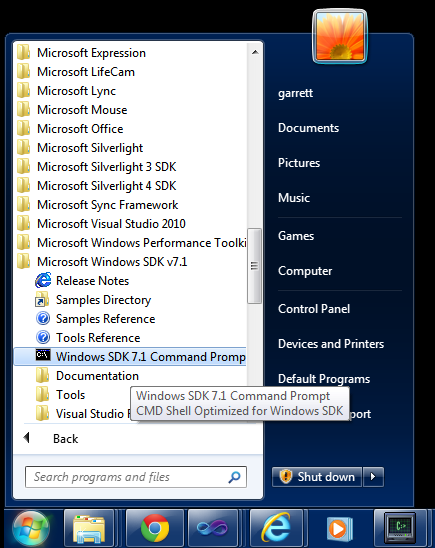 Microsoft Expression
Microsoft LifeCam
Microsoft Lync
Microsoft Mouse
Microsoft Office
Microsoft Silverlight
Microsoft Silverlight 3 SDK
Microsoft Silverlight 4 SDK
Microsoft Sync Framework
Microsoft Visual Studio 2010
Microsoft Windows Performance Toolki
Microsoft Windows SDK v7.1
Release Notes
Samples Directory
Samples Reference
Tools Reference
Windows SDK 7.1 Command Promp
Documentation
Tools
Visual Studio
Windows SDK 7.1 Command Prompt
CMD Shell Optimized for Windows SDK
Back
Search programs and files
garrett
Documents
Pictures
Music
Games
Computer
Control Panel
Devices and Printers
Default Programs
port
Shut down
C:\